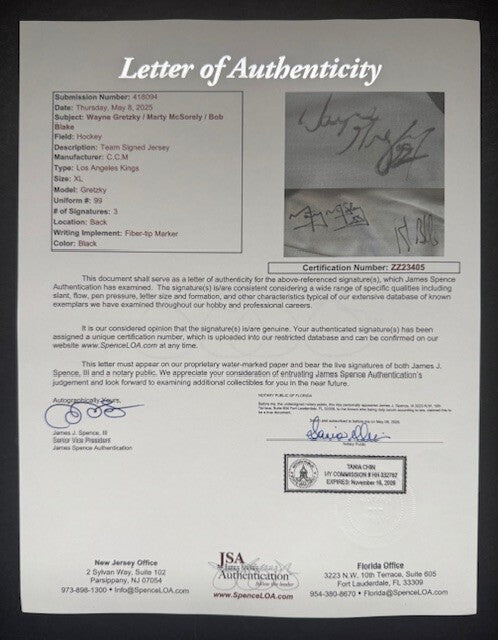 Letter of Authenticity
Submission Number: 418094
Date: Thursday, May 8, 2025
Subject: Wayne Gretzky / Marty McSorely / Bob
Blake
Field: Hockey
Description: Team Signed Jersey
Manufacturer: C.C.M
Type: Los Angeles Kings
Size: XL
Model: Gretzky
Uniform #: 99
# of Signatures: 3
Location: Back
Writing Implement: Fiber-tip Marker
Color: Black
Wayne Gretzky
Certification Number: ZZ23405
This document shall serve as a letter of authenticity for the above-referenced signature(s), which James Spence
Authentication has examined. The signature(s) is/are consistent considering a wide range of specific qualities including
slant, flow, pen pressure, letter size and formation, and other characteristics typical of our extensive database of known
exemplars we have examined throughout our hobby and professional careers.
It is our considered opinion that the signature(s) is/are genuine. Your authenticated signature(s) has been
assigned a unique certification number, which is uploaded into our restricted database and can be confirmed on our
website www.SpenceLOA.com at any time.
This letter must appear on our proprietary water-marked paper and bear the live signatures of both James J.
Spence, III and a notary public. We appreciate your consideration of entrusting James Spence Authentication's
judgement and look forward to examining additional collectibles for you in the near future.
Autographically Yours,
James J. Spence, III
Senior Vice President
James Spence Authentication
NOTARY PUBLIC OF FLORIDA
Notary Public
TANIA CHIN
MY COMMISSION # HH 332792
EXPIRES: November 16, 2026
New Jersey Office
2 Sylvan Way, Suite 102
Parsippany, NJ 07054
973-898-1300 • Info@SpenceLOA.com
JSA
James Spence
Authentication
www.SpenceLOA.com
Florida Office
3223 N.W. 10th Terrace, Suite 605
Fort Lauderdale, FL 33309
954-380-8670 • Florida@SpenceLOA.com